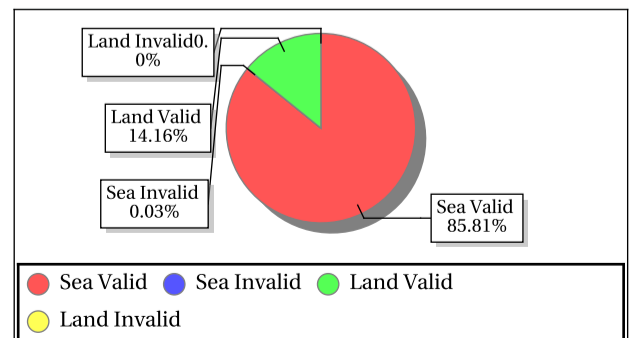 Land Invalid0.
0%
Land Valid
14.16%
Sea Invalid
0.03%
Sea Valid
85.81%
Sea Valid Sea Invalid Land Valid
Land Invalid